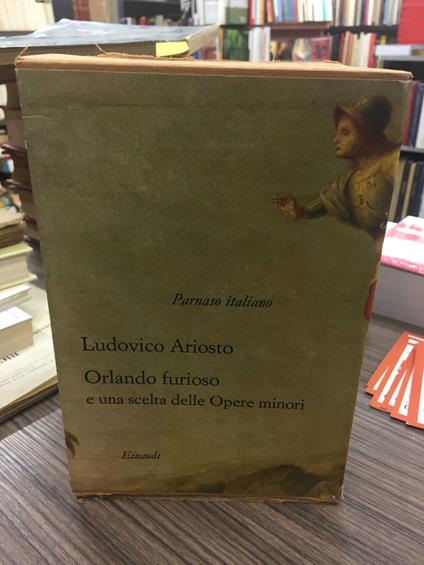 Parnaso italiano
Ludovico Ariosto
Orlando furioso
e una scelta delle Opere minori
Einaudi